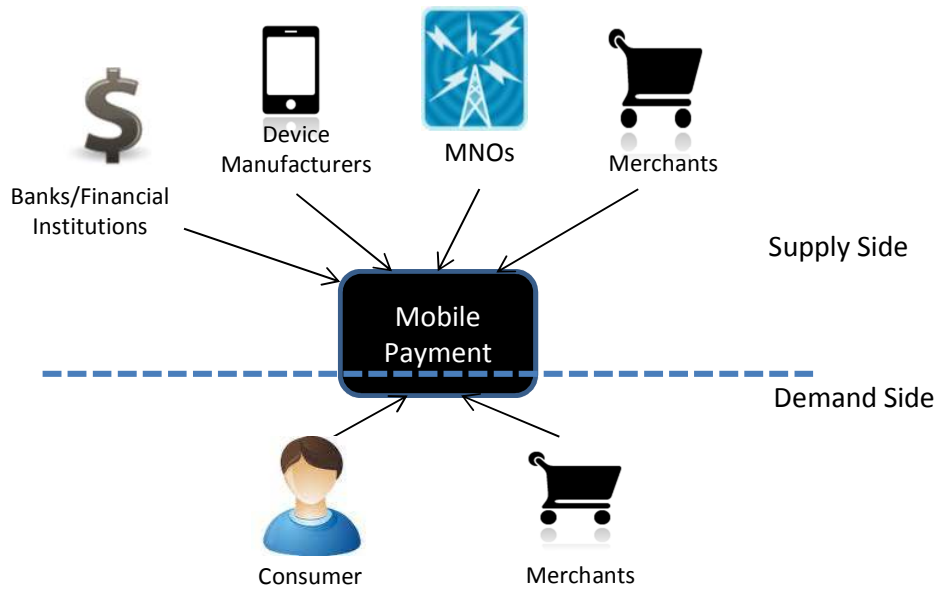 Device
Manufacturers
MNOs
Merchants
Banks/Financial
Institutions
Supply Side
Mobile
Payment
Demand Side
Consumer
Merchants